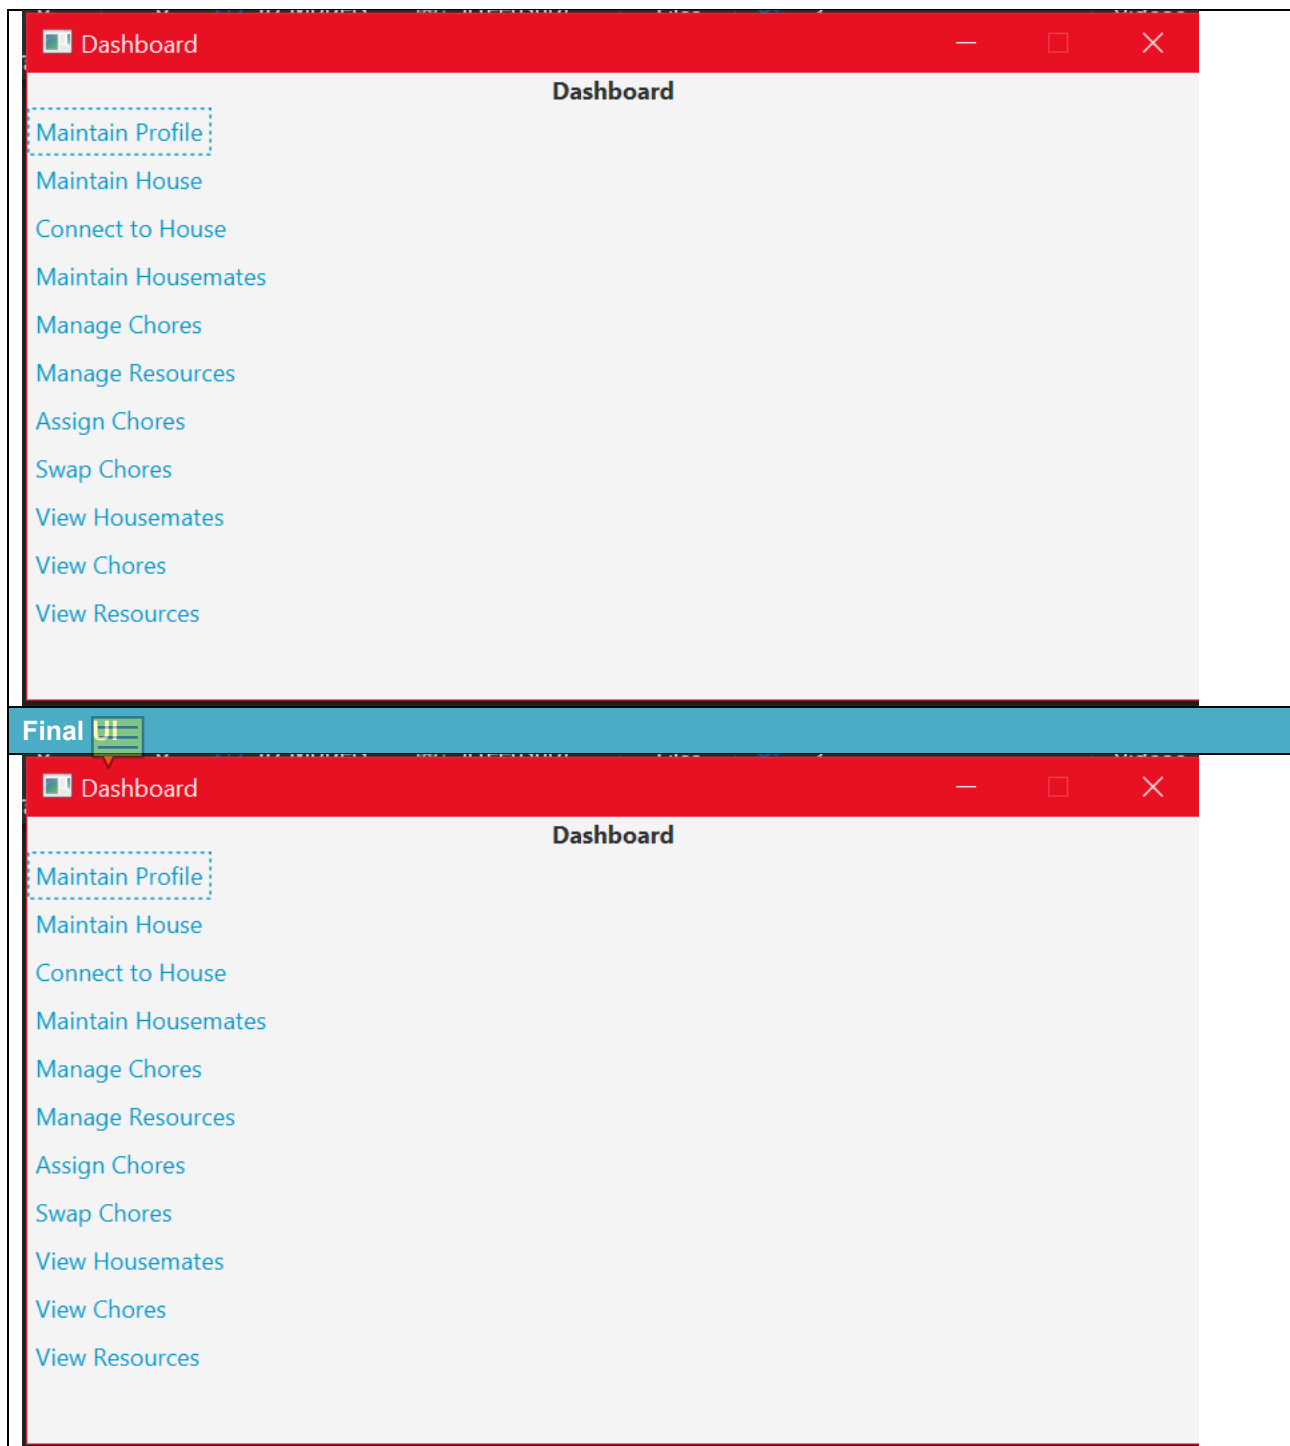 Dashboard
Dashboard
Maintain Profile
Maintain House
Connect to House
Maintain Housemates
Manage Chores
Manage Resources
Assign Chores
Swap Chores
View Housemates
View Chores
View Resources
Final UI
Dashboard
Dashboard
Maintain Profile
Maintain House
Connect to House
Maintain Housemates
Manage Chores
Manage Resources
Assign Chores
Swap Chores
View Housemates
View Chores
View Resources